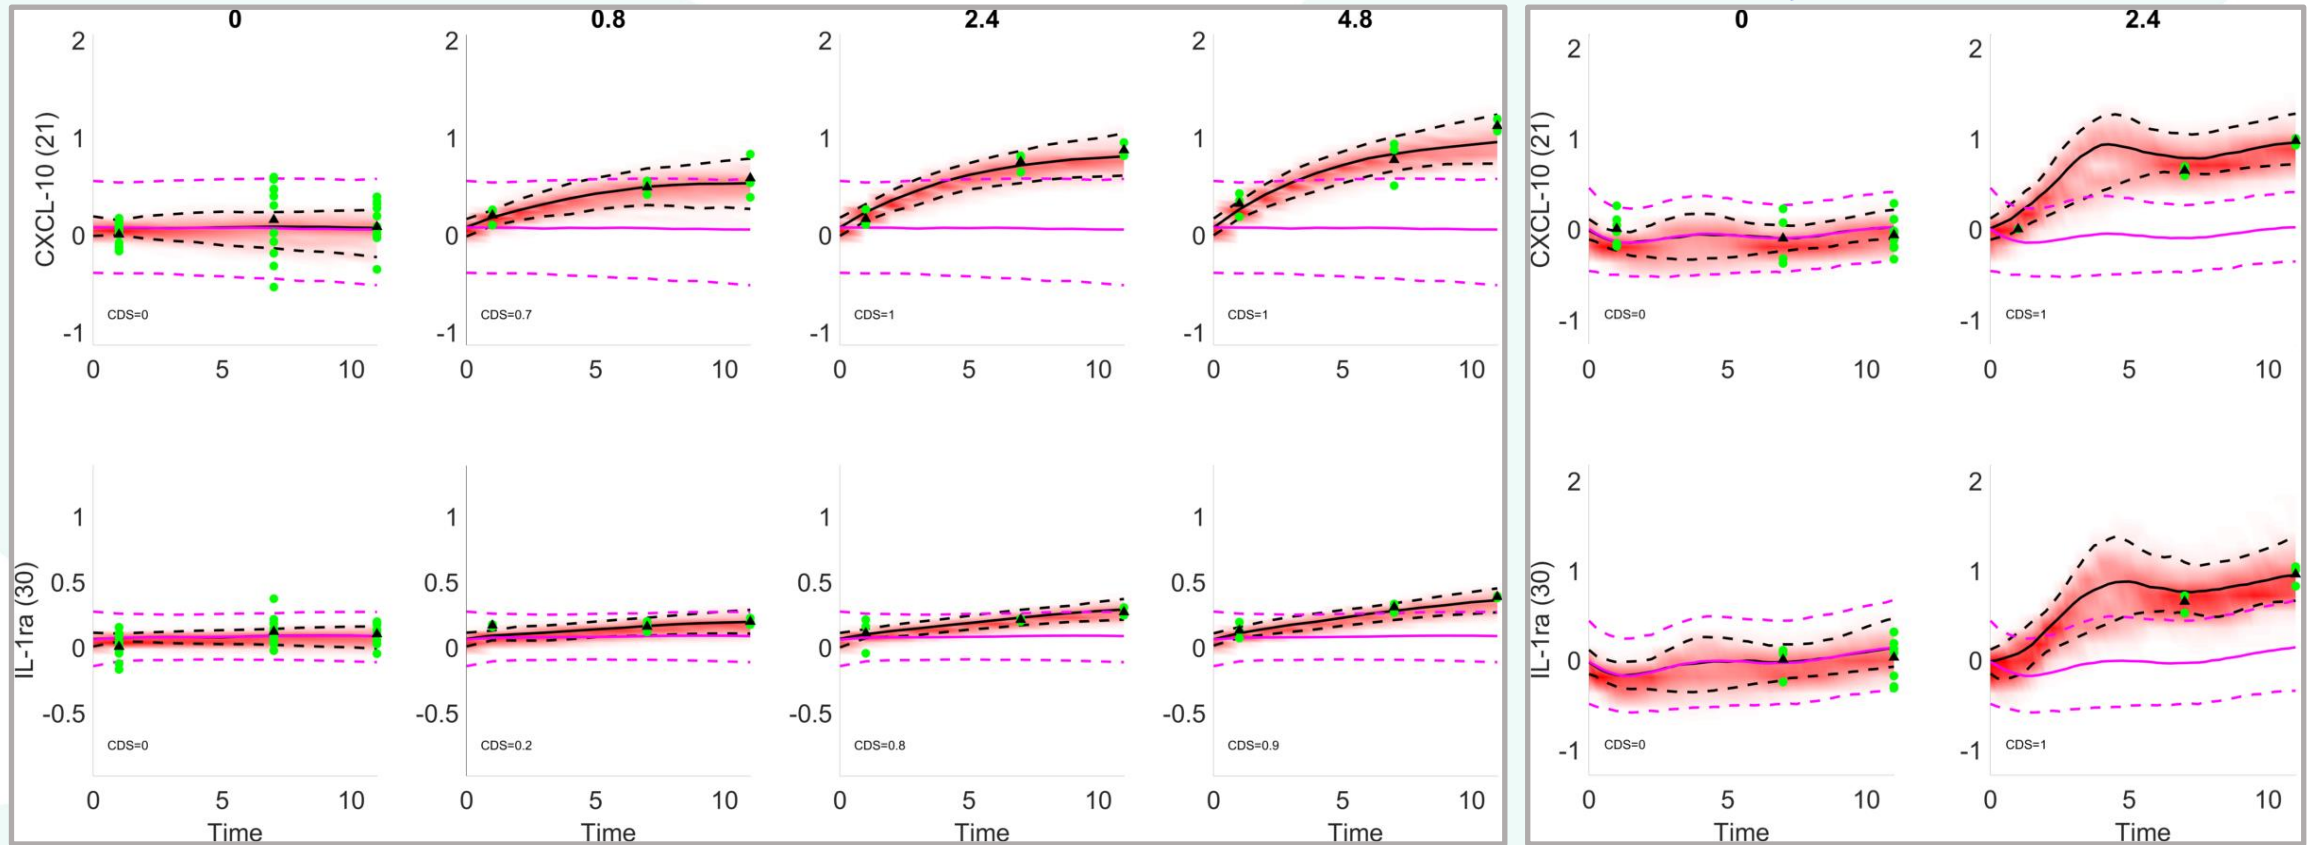 0 0.8 2.4 4.8 0 2.4
2 2 2 2 2 2
1 1 1 1 1 1
0 0 0 0 0 0
-1 -1 -1 -1 -1 -1
CXCL-10 (21) CXCL-10 (21)
CDS=0 CDS=0.7 CDS=1 CDS=1 CDS=0 CDS=1
0 5 10 0 5 10 0 5 10 0 5 10 0 5 10 0 5 10
1 1 1 1 2 2
0.5 0.5 0.5 0.5 1 1
0 0 0 0 0 0
-0.5 -0.5 -0.5 -0.5 -1 -1
IL-1ra (30) IL-1ra (30)
CDS=0 CDS=0.2 CDS=0.8 CDS=0.9 CDS=0 CDS=1
0 5 10 0 5 10 0 5 10 0 5 10 0 5 10 0 5 10
Time Time Time Time Time Time